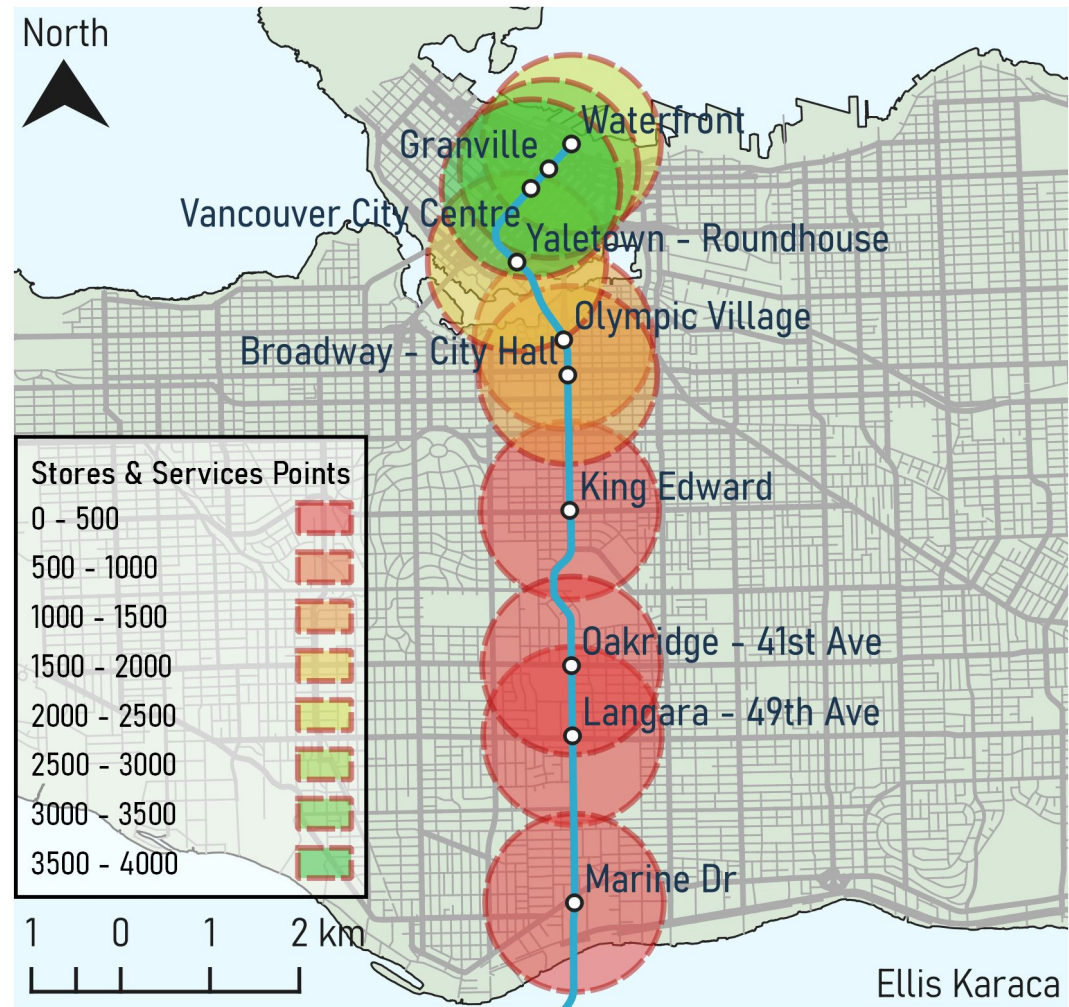 North
Waterfront
Granville
Vancouver City Centre
Yaletown - Roundhouse
Olympic Village
Broadway - City Hall
King Edward
Oakridge - 41st Ave
Langara - 49th Ave
Marine Dr
Stores & Services Points
0 - 500
500 - 1000
1000 - 1500
1500 - 2000
2000 - 2500
2500 - 3000
3000 - 3500
3500 - 4000
1 0 1 2 km
Ellis Karaca